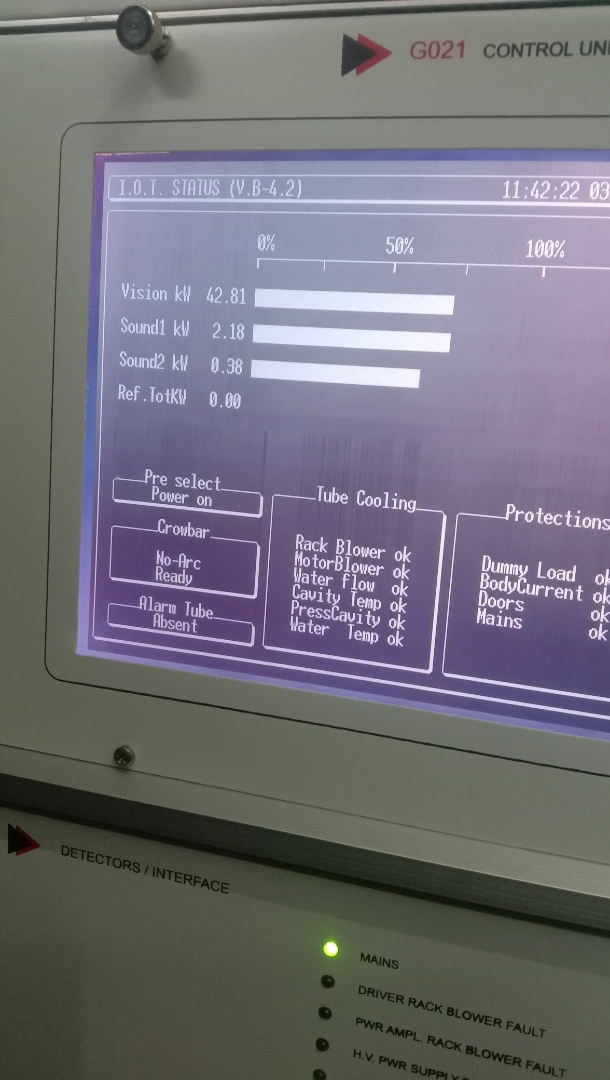 G021 CONTROL
I.O.T. STATUS (V.B-4.2) 11:42:22 03
0% 50% 100%
Vision kW 42.81
Sound1 kW 2.18
Sound2 kW 0.38
Ref.TotKW 0.00
Pre select
Power on
Crowbar
No-Arc
Ready
Alarm Tube
Absent
Tube Cooling
Rack Blower ok
MotorBlower ok
Water flow ok
Cavity Temp ok
PressCavity ok
Water Temp ok
Protections
Dummy Load ok
BodyCurrent ok
Doors ok
Mains ok
DETECTORS / INTERFACE
MAINS
DRIVER RACK BLOWER FAULT
PWR AMPL. RACK BLOWER FAULT
H.V. PWR SUPPLY